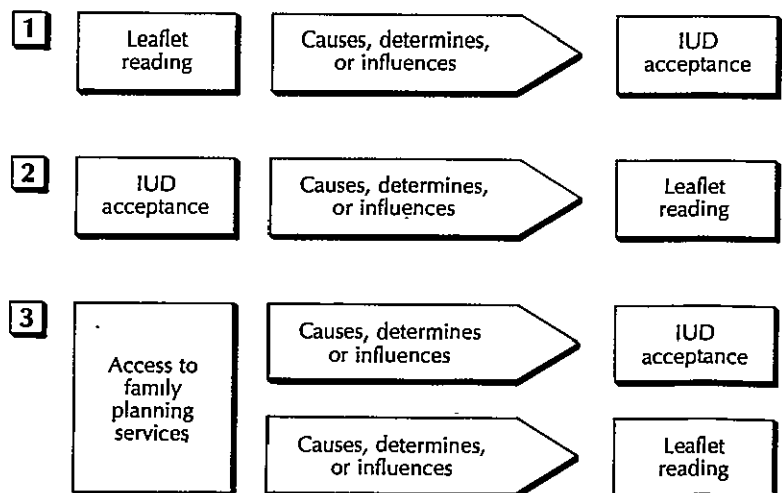 1
Leaflet
reading
Causes, determines,
or influences
IUD
acceptance
2
IUD
acceptance
Causes, determines,
or influences
Leaflet
reading
3
Access to
family
planning
services
Causes, determines
or influences
IUD
acceptance
Causes, determines,
or influences
Leaflet
reading